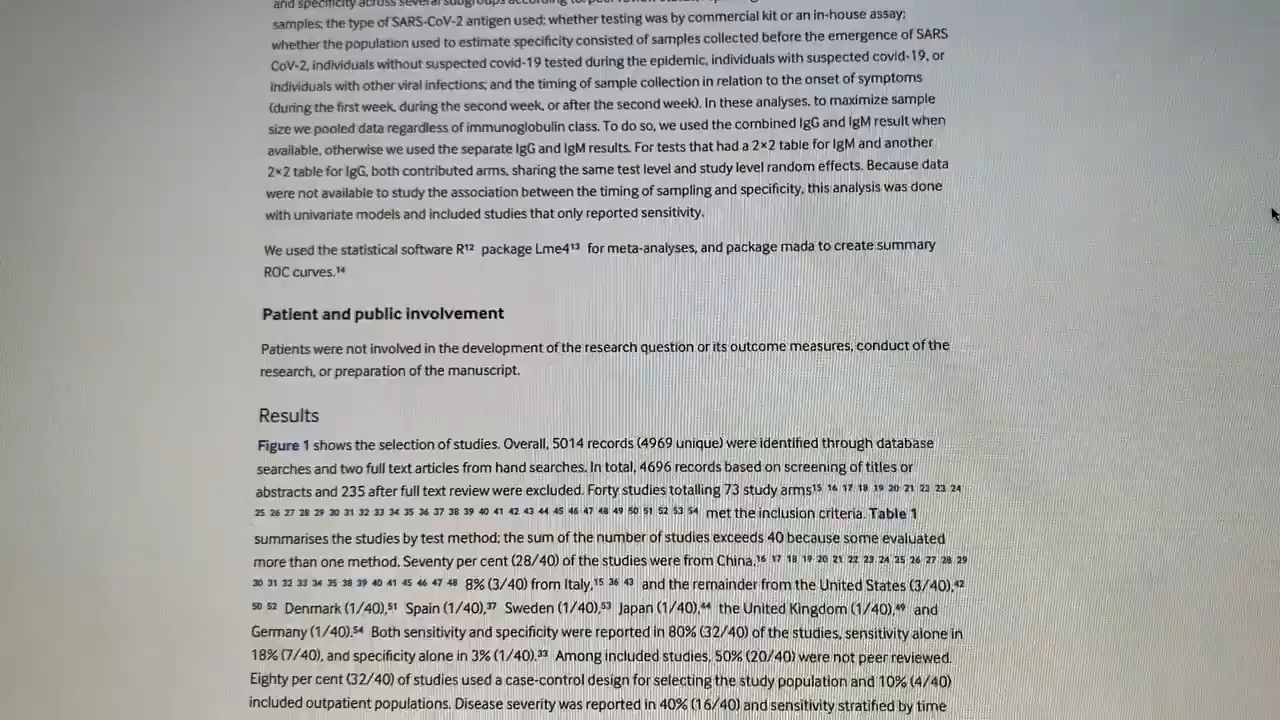 and specificity across several subgroups according to
samples; the type of SARS-CoV-2 antigen used; whether testing was by commercial kit or an in-house assay;
whether the population used to estimate specificity consisted of samples collected before the emergence of SARS
CoV-2, individuals without suspected covid-19 tested during the epidemic, individuals with suspected covid-19, or
individuals with other viral infections; and the timing of sample collection in relation to the onset of symptoms
(during the first week, during the second week, or after the second week). In these analyses, to maximize sample
size we pooled data regardless of immunoglobulin class. To do so, we used the combined IgG and IgM result when
available, otherwise we used the separate IgG and IgM results. For tests that had a 2×2 table for IgM and another
2×2 table for IgG, both contributed arms, sharing the same test level and study level random effects. Because data
were not available to study the association between the timing of sampling and specificity, this analysis was done
with univariate models and included studies that only reported sensitivity.
We used the statistical software R¹² package Lme4¹³ for meta-analyses, and package mada to create summary
ROC curves.¹⁴
Patient and public involvement
Patients were not involved in the development of the research question or its outcome measures, conduct of the
research, or preparation of the manuscript.
Results
Figure 1 shows the selection of studies. Overall, 5014 records (4969 unique) were identified through database
searches and two full text articles from hand searches. In total, 4696 records based on screening of titles or
abstracts and 235 after full text review were excluded. Forty studies totalling 73 study arms¹⁵ ¹⁶ ¹⁷ ¹⁸ ¹⁹ ²⁰ ²¹ ²² ²³ ²⁴
²⁵ ²⁶ ²⁷ ²⁸ ²⁹ ³⁰ ³¹ ³² ³³ ³⁴ ³⁵ ³⁶ ³⁷ ³⁸ ³⁹ ⁴⁰ ⁴¹ ⁴² ⁴³ ⁴⁴ ⁴⁵ ⁴⁶ ⁴⁷ ⁴⁸ ⁴⁹ ⁵⁰ ⁵¹ ⁵² ⁵³ ⁵⁴ met the inclusion criteria. Table 1
summarises the studies by test method; the sum of the number of studies exceeds 40 because some evaluated
more than one method. Seventy per cent (28/40) of the studies were from China,¹⁶ ¹⁷ ¹⁸ ¹⁹ ²⁰ ²¹ ²² ²³ ²⁴ ²⁵ ²⁶ ²⁷ ²⁸ ²⁹
³⁰ ³¹ ³² ³³ ³⁴ ³⁵ ³⁸ ³⁹ ⁴⁰ ⁴¹ ⁴⁵ ⁴⁶ ⁴⁷ ⁴⁸ 8% (3/40) from Italy,¹⁵ ³⁶ ⁴³ and the remainder from the United States (3/40),⁴²
⁵⁰ ⁵² Denmark (1/40),⁵¹ Spain (1/40),³⁷ Sweden (1/40),⁵³ Japan (1/40),⁴⁴ the United Kingdom (1/40),⁴⁹ and
Germany (1/40).⁵⁴ Both sensitivity and specificity were reported in 80% (32/40) of the studies, sensitivity alone in
18% (7/40), and specificity alone in 3% (1/40).³³ Among included studies, 50% (20/40) were not peer reviewed.
Eighty per cent (32/40) of studies used a case-control design for selecting the study population and 10% (4/40)
included outpatient populations. Disease severity was reported in 40% (16/40) and sensitivity stratified by time